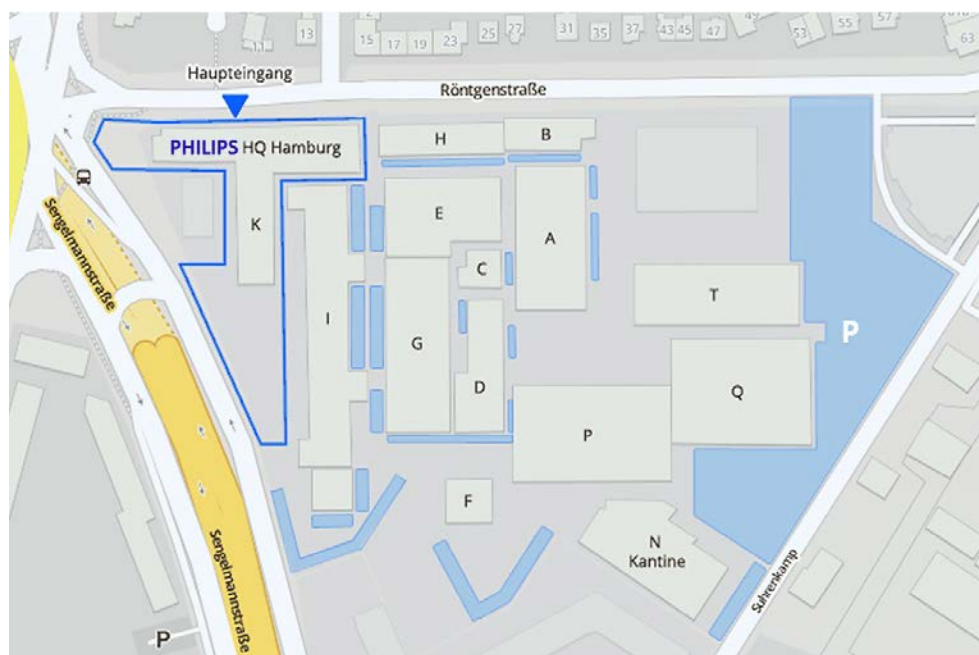 13
15
17
19
23
25
27
31
35
37
43
45
47
53
55
57
63
Haupteingang
Röntgenstraße
PHILIPS HQ Hamburg
H
B
K
E
A
C
I
G
D
T
P
Q
P
F
N
Kantine
Sengelmannstraße
Sengelmannstraße
Suhrenkamp
P